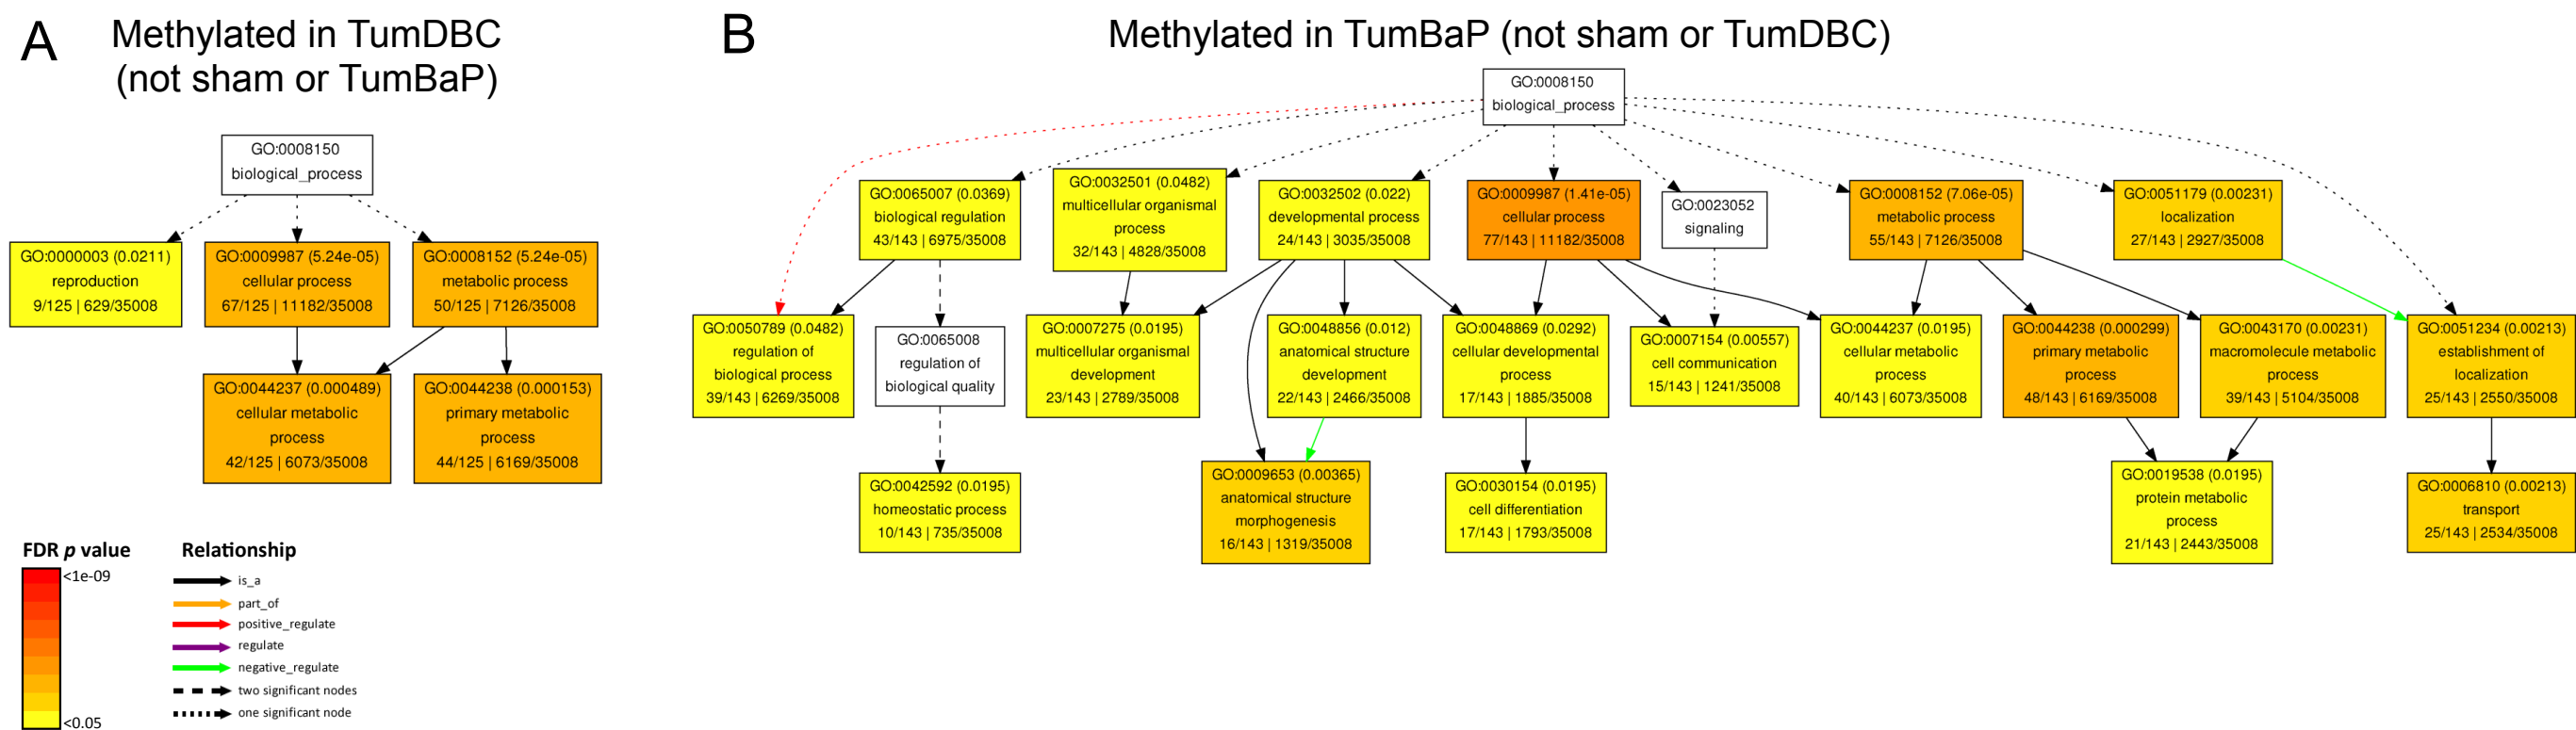 A
Methylated in TumDBC
(not sham or TumBaP)
GO:0008150
biological_process
GO:0000003 (0.0211)
reproduction
9/125 | 629/35008
GO:0009987 (5.24e-05)
cellular process
67/125 | 11182/35008
GO:0008152 (5.24e-05)
metabolic process
50/125 | 7126/35008
GO:0044237 (0.000489)
cellular metabolic
process
42/125 | 6073/35008
GO:0044238 (0.000153)
primary metabolic
process
44/125 | 6169/35008
FDR p value
<1e-09
<0.05
Relationship
is_a
part_of
positive_regulate
regulate
negative_regulate
two significant nodes
one significant node
B
Methylated in TumBaP (not sham or TumDBC)
GO:0008150
biological_process
GO:0065007 (0.0369)
biological regulation
43/143 | 6975/35008
GO:0032501 (0.0482)
multicellular organismal
process
32/143 | 4828/35008
GO:0032502 (0.022)
developmental process
24/143 | 3035/35008
GO:0009987 (1.41e-05)
cellular process
77/143 | 11182/35008
GO:0023052
signaling
GO:0008152 (7.06e-05)
metabolic process
55/143 | 7126/35008
GO:0051179 (0.00231)
localization
27/143 | 2927/35008
GO:0050789 (0.0482)
regulation of
biological process
39/143 | 6269/35008
GO:0065008
regulation of
biological quality
GO:0007275 (0.0195)
multicellular organismal
development
23/143 | 2789/35008
GO:0048856 (0.012)
anatomical structure
development
22/143 | 2466/35008
GO:0048869 (0.0292)
cellular developmental
process
17/143 | 1885/35008
GO:0007154 (0.00557)
cell communication
15/143 | 1241/35008
GO:0044237 (0.0195)
cellular metabolic
process
40/143 | 6073/35008
GO:0044238 (0.000299)
primary metabolic
process
48/143 | 6169/35008
GO:0043170 (0.00231)
macromolecule metabolic
process
39/143 | 5104/35008
GO:0051234 (0.00213)
establishment of
localization
25/143 | 2550/35008
GO:0042592 (0.0195)
homeostatic process
10/143 | 735/35008
GO:0009653 (0.00365)
anatomical structure
morphogenesis
16/143 | 1319/35008
GO:0030154 (0.0195)
cell differentiation
17/143 | 1793/35008
GO:0019538 (0.0195)
protein metabolic
process
21/143 | 2443/35008
GO:0006810 (0.00213)
transport
25/143 | 2534/35008